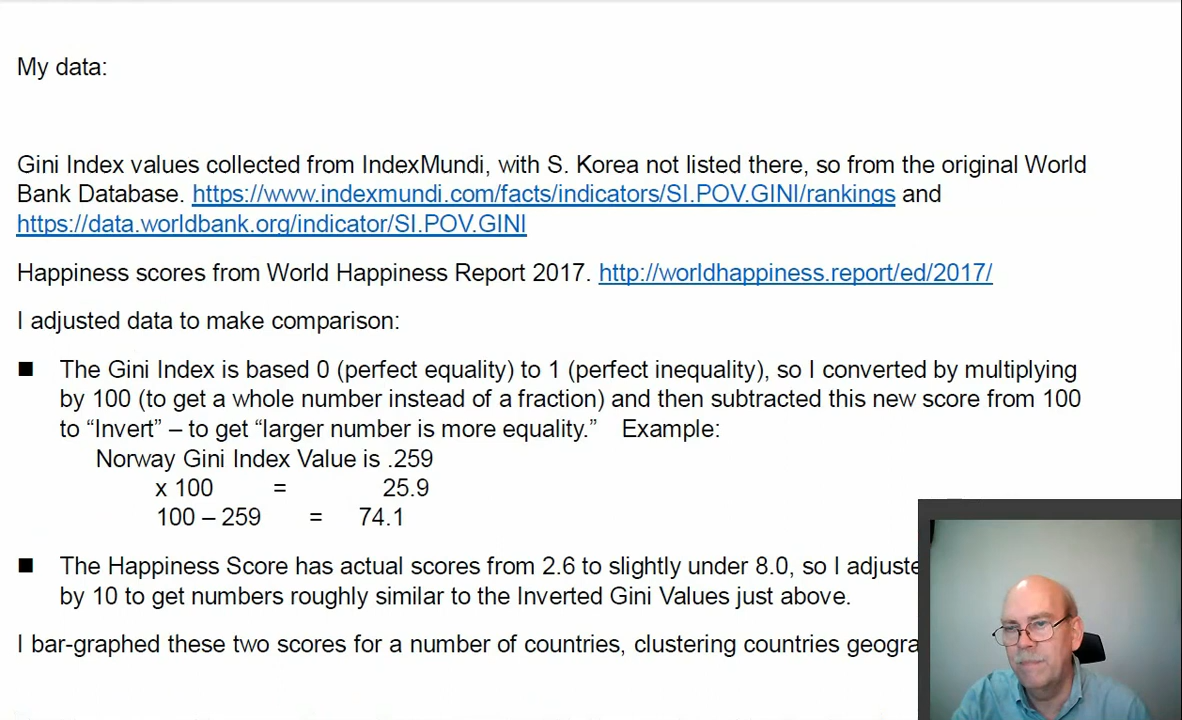 My data:
Gini Index values collected from IndexMundi, with S. Korea not listed there, so from the original World
Bank Database. https://www.indexmundi.com/facts/indicators/SI.POV.GINI/rankings and
https://data.worldbank.org/indicator/SI.POV.GINI
Happiness scores from World Happiness Report 2017. http://worldhappiness.report/ed/2017/
I adjusted data to make comparison:
■ The Gini Index is based 0 (perfect equality) to 1 (perfect inequality), so I converted by multiplying
by 100 (to get a whole number instead of a fraction) and then subtracted this new score from 100
to “Invert” – to get “larger number is more equality.” Example:
Norway Gini Index Value is .259
x 100 = 25.9
100 – 259 = 74.1
■ The Happiness Score has actual scores from 2.6 to slightly under 8.0, so I adjuste
by 10 to get numbers roughly similar to the Inverted Gini Values just above.
I bar-graphed these two scores for a number of countries, clustering countries geogra